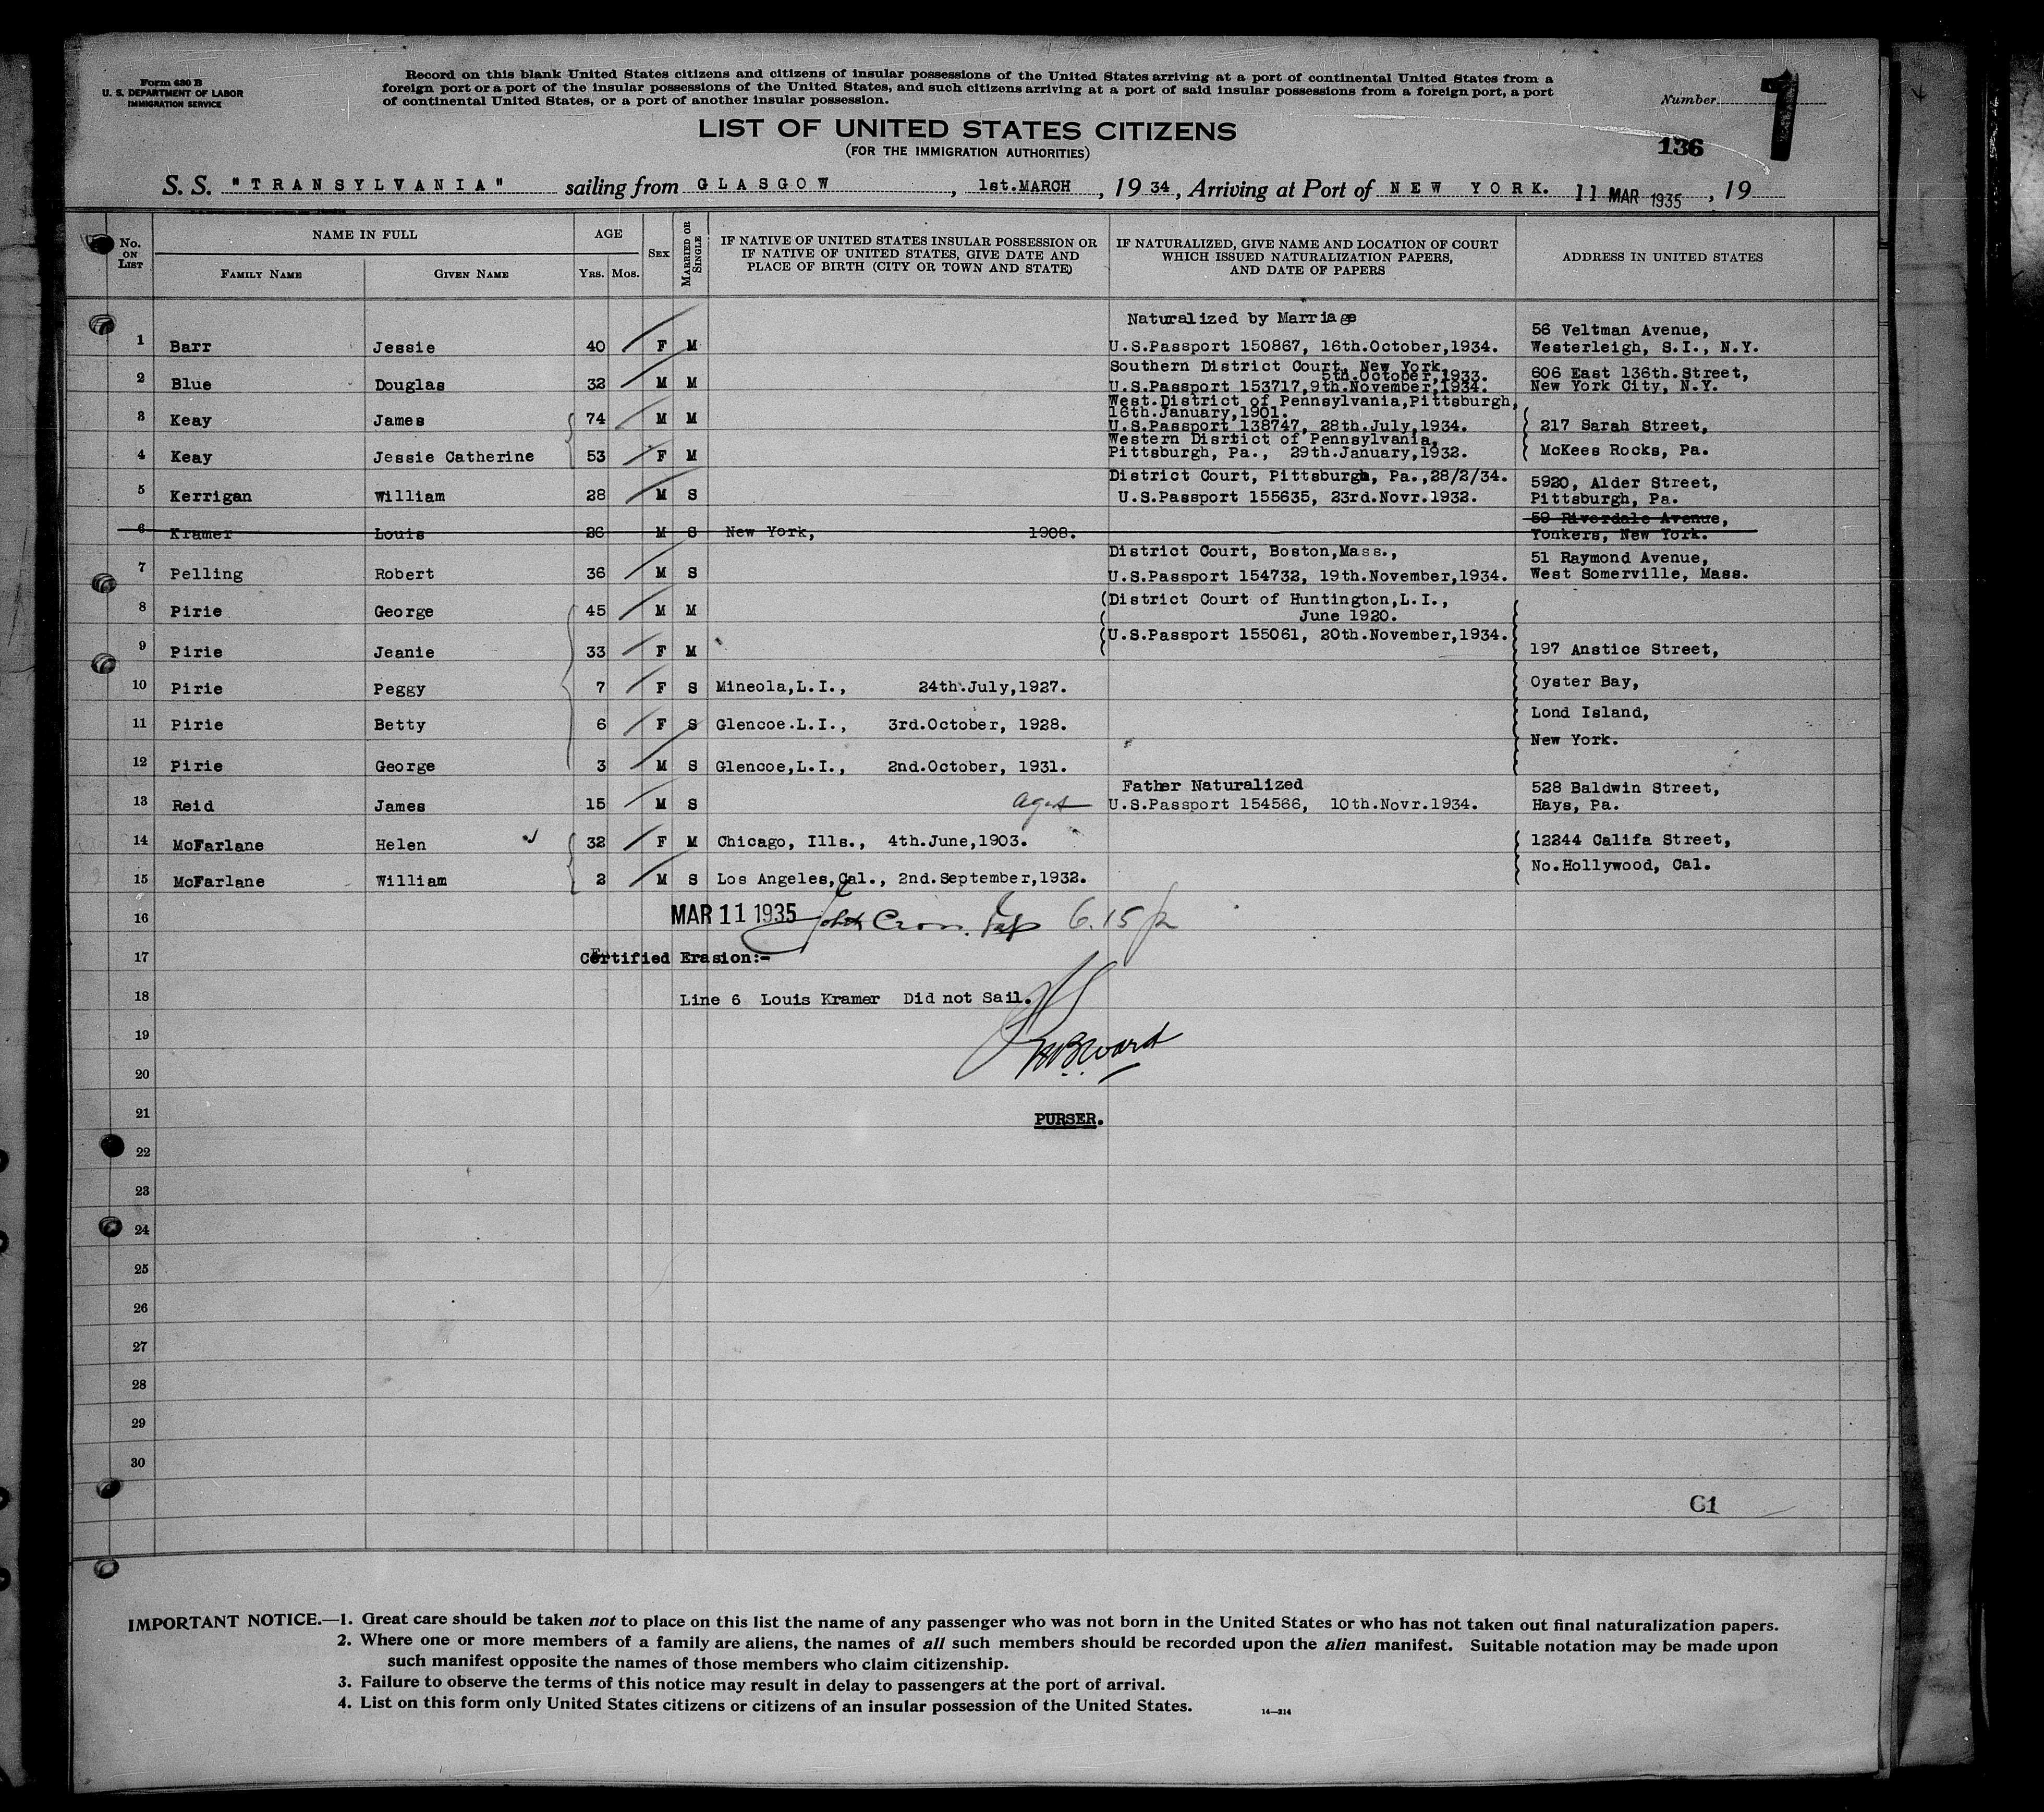 Form 630 B
U. S. DEPARTMENT OF LABOR
IMMIGRATION SERVICE
Record on this blank United States citizens and citizens of insular possessions of the United States arriving at a port of continental United States from a
foreign port or a port of the insular possessions of the United States, and such citizens arriving at a port of said insular possessions from a foreign port, a port
of continental United States, or a port of another insular possession.
Number
1
136
LIST OF UNITED STATES CITIZENS
(FOR THE IMMIGRATION AUTHORITIES)
S. S. "TRANSYLVANIA" sailing from GLASGOW, 1st.MARCH, 1934, Arriving at Port of NEW YORK. 11 MAR 1935, 19
No. ON LIST
NAME IN FULL
FAMILY NAME GIVEN NAME
AGE
YRS. MOS.
SEX
MARRIED OR SINGLE
IF NATIVE OF UNITED STATES INSULAR POSSESSION OR
IF NATIVE OF UNITED STATES, GIVE DATE AND
PLACE OF BIRTH (CITY OR TOWN AND STATE)
IF NATURALIZED, GIVE NAME AND LOCATION OF COURT
WHICH ISSUED NATURALIZATION PAPERS,
AND DATE OF PAPERS
ADDRESS IN UNITED STATES
1 Barr Jessie 40 F M
Naturalized by Marriage
U.S.Passport 150867, 16th.October,1934.
56 Veltman Avenue,
Westerleigh, S.I., N.Y.
2 Blue Douglas 32 M M
Southern District Court, New York,
5th.October,1933.
U.S.Passport 153717,9th.November,1934.
606 East 136th.Street,
New York City, N.Y.
3 Keay James 74 M M
West.District of Pennsylvania,Pittsburgh,
16th.January,1901.
U.S.Passport 138747, 28th.July,1934.
217 Sarah Street,
4 Keay Jessie Catherine 53 F M
Western Disrtict of Pennsylvania,
Pittsburgh, Pa., 29th.January,1932.
McKees Rocks, Pa.
5 Kerrigan William 28 M S
District Court, Pittsburgh, Pa.,28/2/34.
U.S.Passport 155635, 23rd.Novr.1932.
5920, Alder Street,
Pittsburgh, Pa.
6 Kramer Louis 26 M S New York, 1908.
59 Riverdale Avenue,
Yonkers, New York.
7 Pelling Robert 36 M S
District Court, Boston,Mass.,
U.S.Passport 154732, 19th.November,1934.
51 Raymond Avenue,
West Somerville, Mass.
8 Pirie George 45 M M
District Court of Huntington,L.I.,
June 1920.
U.S.Passport 155061, 20th.November,1934.
9 Pirie Jeanie 33 F M
197 Anstice Street,
10 Pirie Peggy 7 F S Mineola,L.I., 24th.July,1927.
Oyster Bay,
11 Pirie Betty 6 F S Glencoe.L.I., 3rd.October, 1928.
Lond Island,
New York.
12 Pirie George 3 M S Glencoe,L.I., 2nd.October, 1931.
13 Reid James 15 M S
Father Naturalized
U.S.Passport 154566, 10th.Novr.1934.
528 Baldwin Street,
Hays, Pa.
14 McFarlane Helen 32 F M Chicago, Ills., 4th.June,1903.
12244 Califa Street,
15 McFarlane William 2 M S Los Angeles,Cal., 2nd.September,1932.
No.Hollywood, Cal.
16 MAR 11 1935 6.15 p
17 Certified Erasion:-
18 Line 6 Louis Kramer Did not Sail.
19
20
21 PURSER.
22
23
24
25
26
27
28
29
30
C1
IMPORTANT NOTICE.—1. Great care should be taken not to place on this list the name of any passenger who was not born in the United States or who has not taken out final naturalization papers.
2. Where one or more members of a family are aliens, the names of all such members should be recorded upon the alien manifest. Suitable notation may be made upon
such manifest opposite the names of those members who claim citizenship.
3. Failure to observe the terms of this notice may result in delay to passengers at the port of arrival.
4. List on this form only United States citizens or citizens of an insular possession of the United States.
14—214